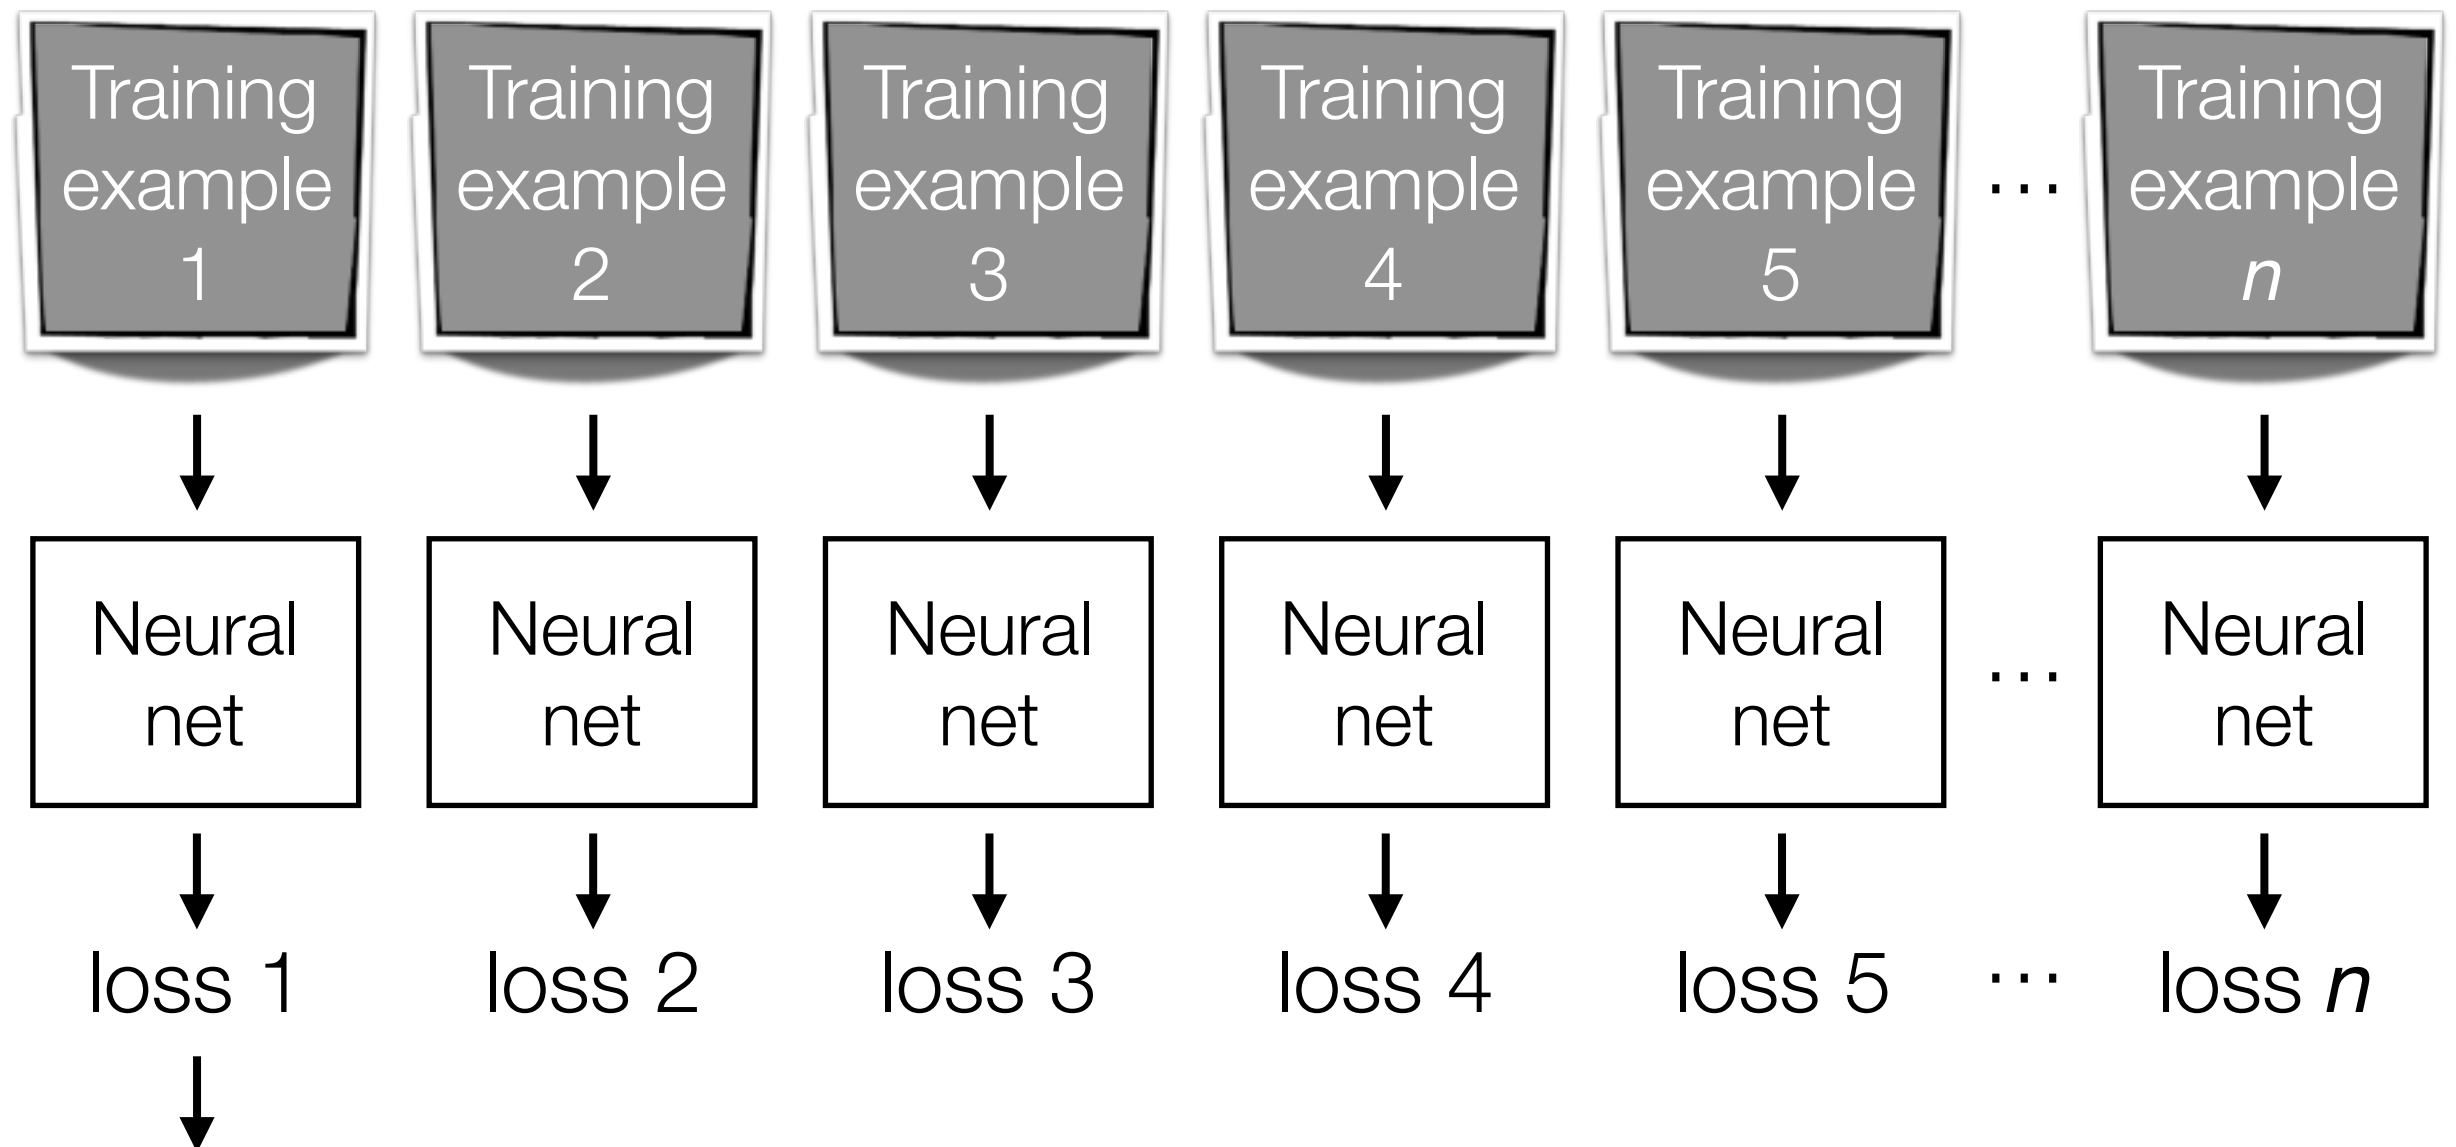 Training
example
1
Training
example
2
Training
example
3
Training
example
4
Training
example
5
...
Training
example
n
Neural
net
Neural
net
Neural
net
Neural
net
Neural
net
...
Neural
net
loss 1
loss 2
loss 3
loss 4
loss 5
...
loss n